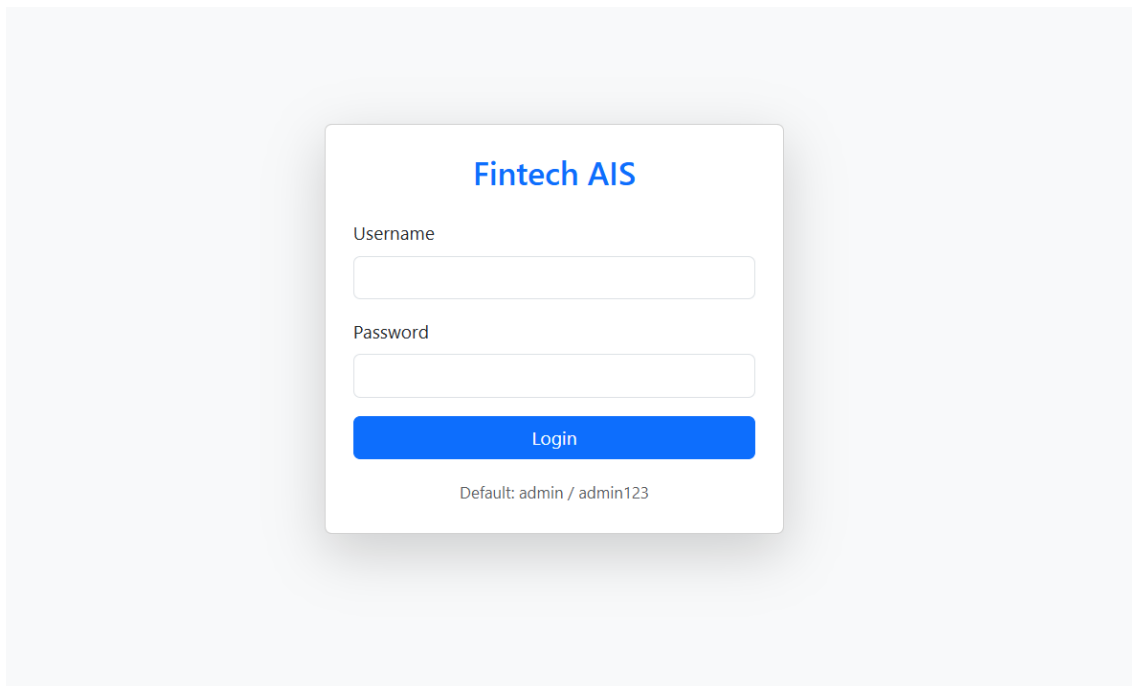 Fintech AIS
Username
Password
Login
Default: admin / admin123